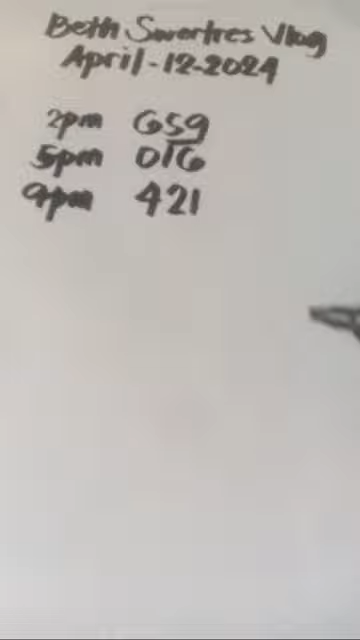 Beth Swertres Vlog
April-12-2024
2pm 659
5pm 016
9pm 421